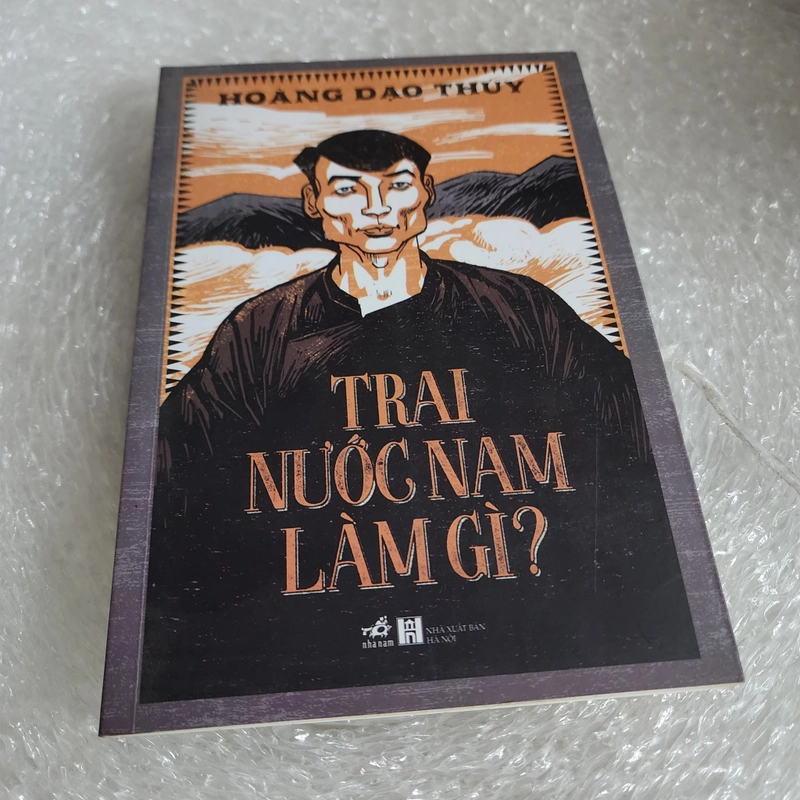 HOÀNG ĐẠO THÚY
TRAI
NƯỚC NAM
LÀM GÌ?
nhã nam
NHÀ XUẤT BẢN
HÀ NỘI